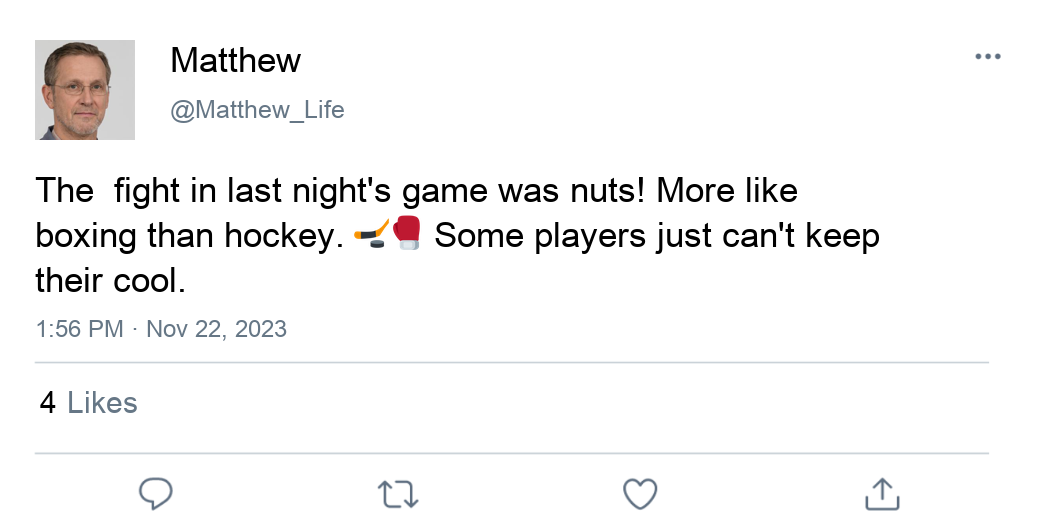 Matthew
@Matthew_Life
The  fight in last night's game was nuts! More like
boxing than hockey. 🏒🥊 Some players just can't keep
their cool.
1:56 PM · Nov 22, 2023
4 Likes